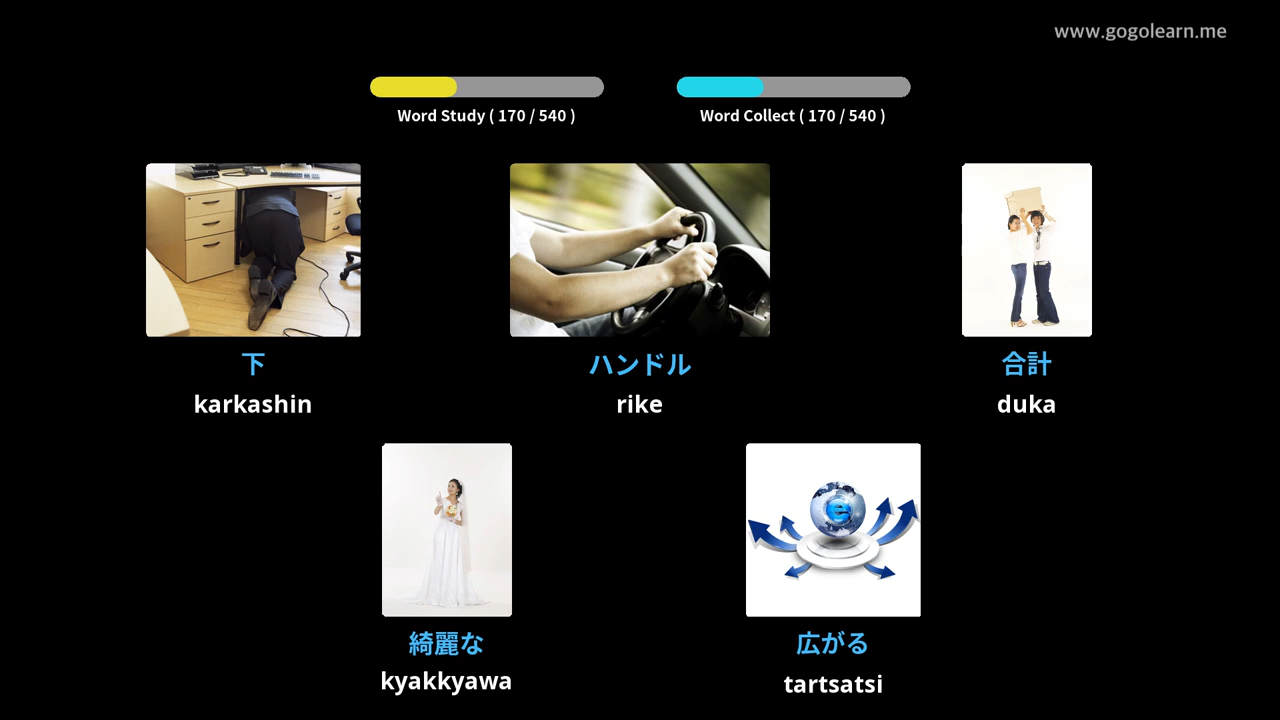 www.gogolearn.me
Word Study ( 170 / 540 )
Word Collect ( 170 / 540 )
下
karkashin
ハンドル
rike
合計
duka
綺麗な
kyakkyawa
e
広がる
tartsatsi